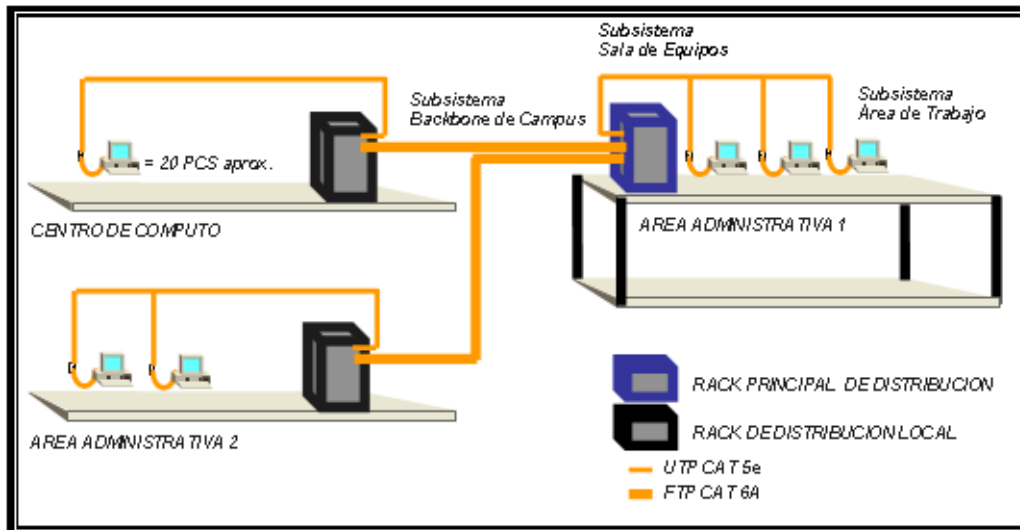 Subsistema
Sala de Equipos
Subsistema
Backbone de Campus
Subsistema
Area de Trabajo
= 20 PCS aprox.
CENTRO DE COMPUTO
AREA ADMINISTRATIVA 1
AREA ADMINISTRATIVA 2
RACK PRINCIPAL DE DISTRIBUCION
RACK DE DISTRIBUCION LOCAL
UTP CAT 5e
FTP CAT 6A